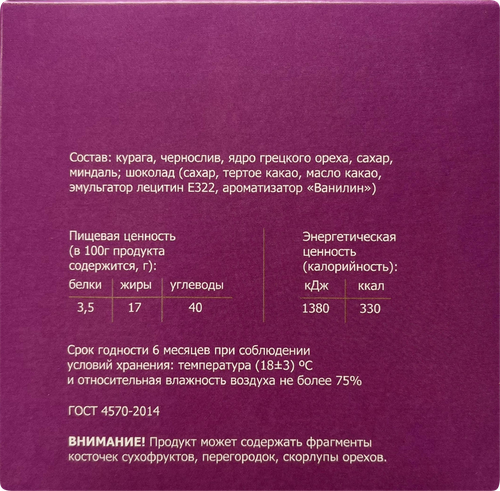 Состав: курага, чернослив, ядро грецкого ореха, сахар,
миндаль; шоколад (сахар, тертое какао, масло какао,
эмульгатор лецитин Е322, ароматизатор «Ванилин»)
Пищевая ценность
(в 100г продукта
содержится, г):
белки жиры углеводы
3,5 17 40
Энергетическая
ценность
(калорийность):
кДж ккал
1380 330
Срок годности 6 месяцев при соблюдении
условий хранения: температура (18±3) ºС
и относительная влажность воздуха не более 75%
ГОСТ 4570-2014
ВНИМАНИЕ! Продукт может содержать фрагменты
косточек сухофруктов, перегородок, скорлупы орехов.